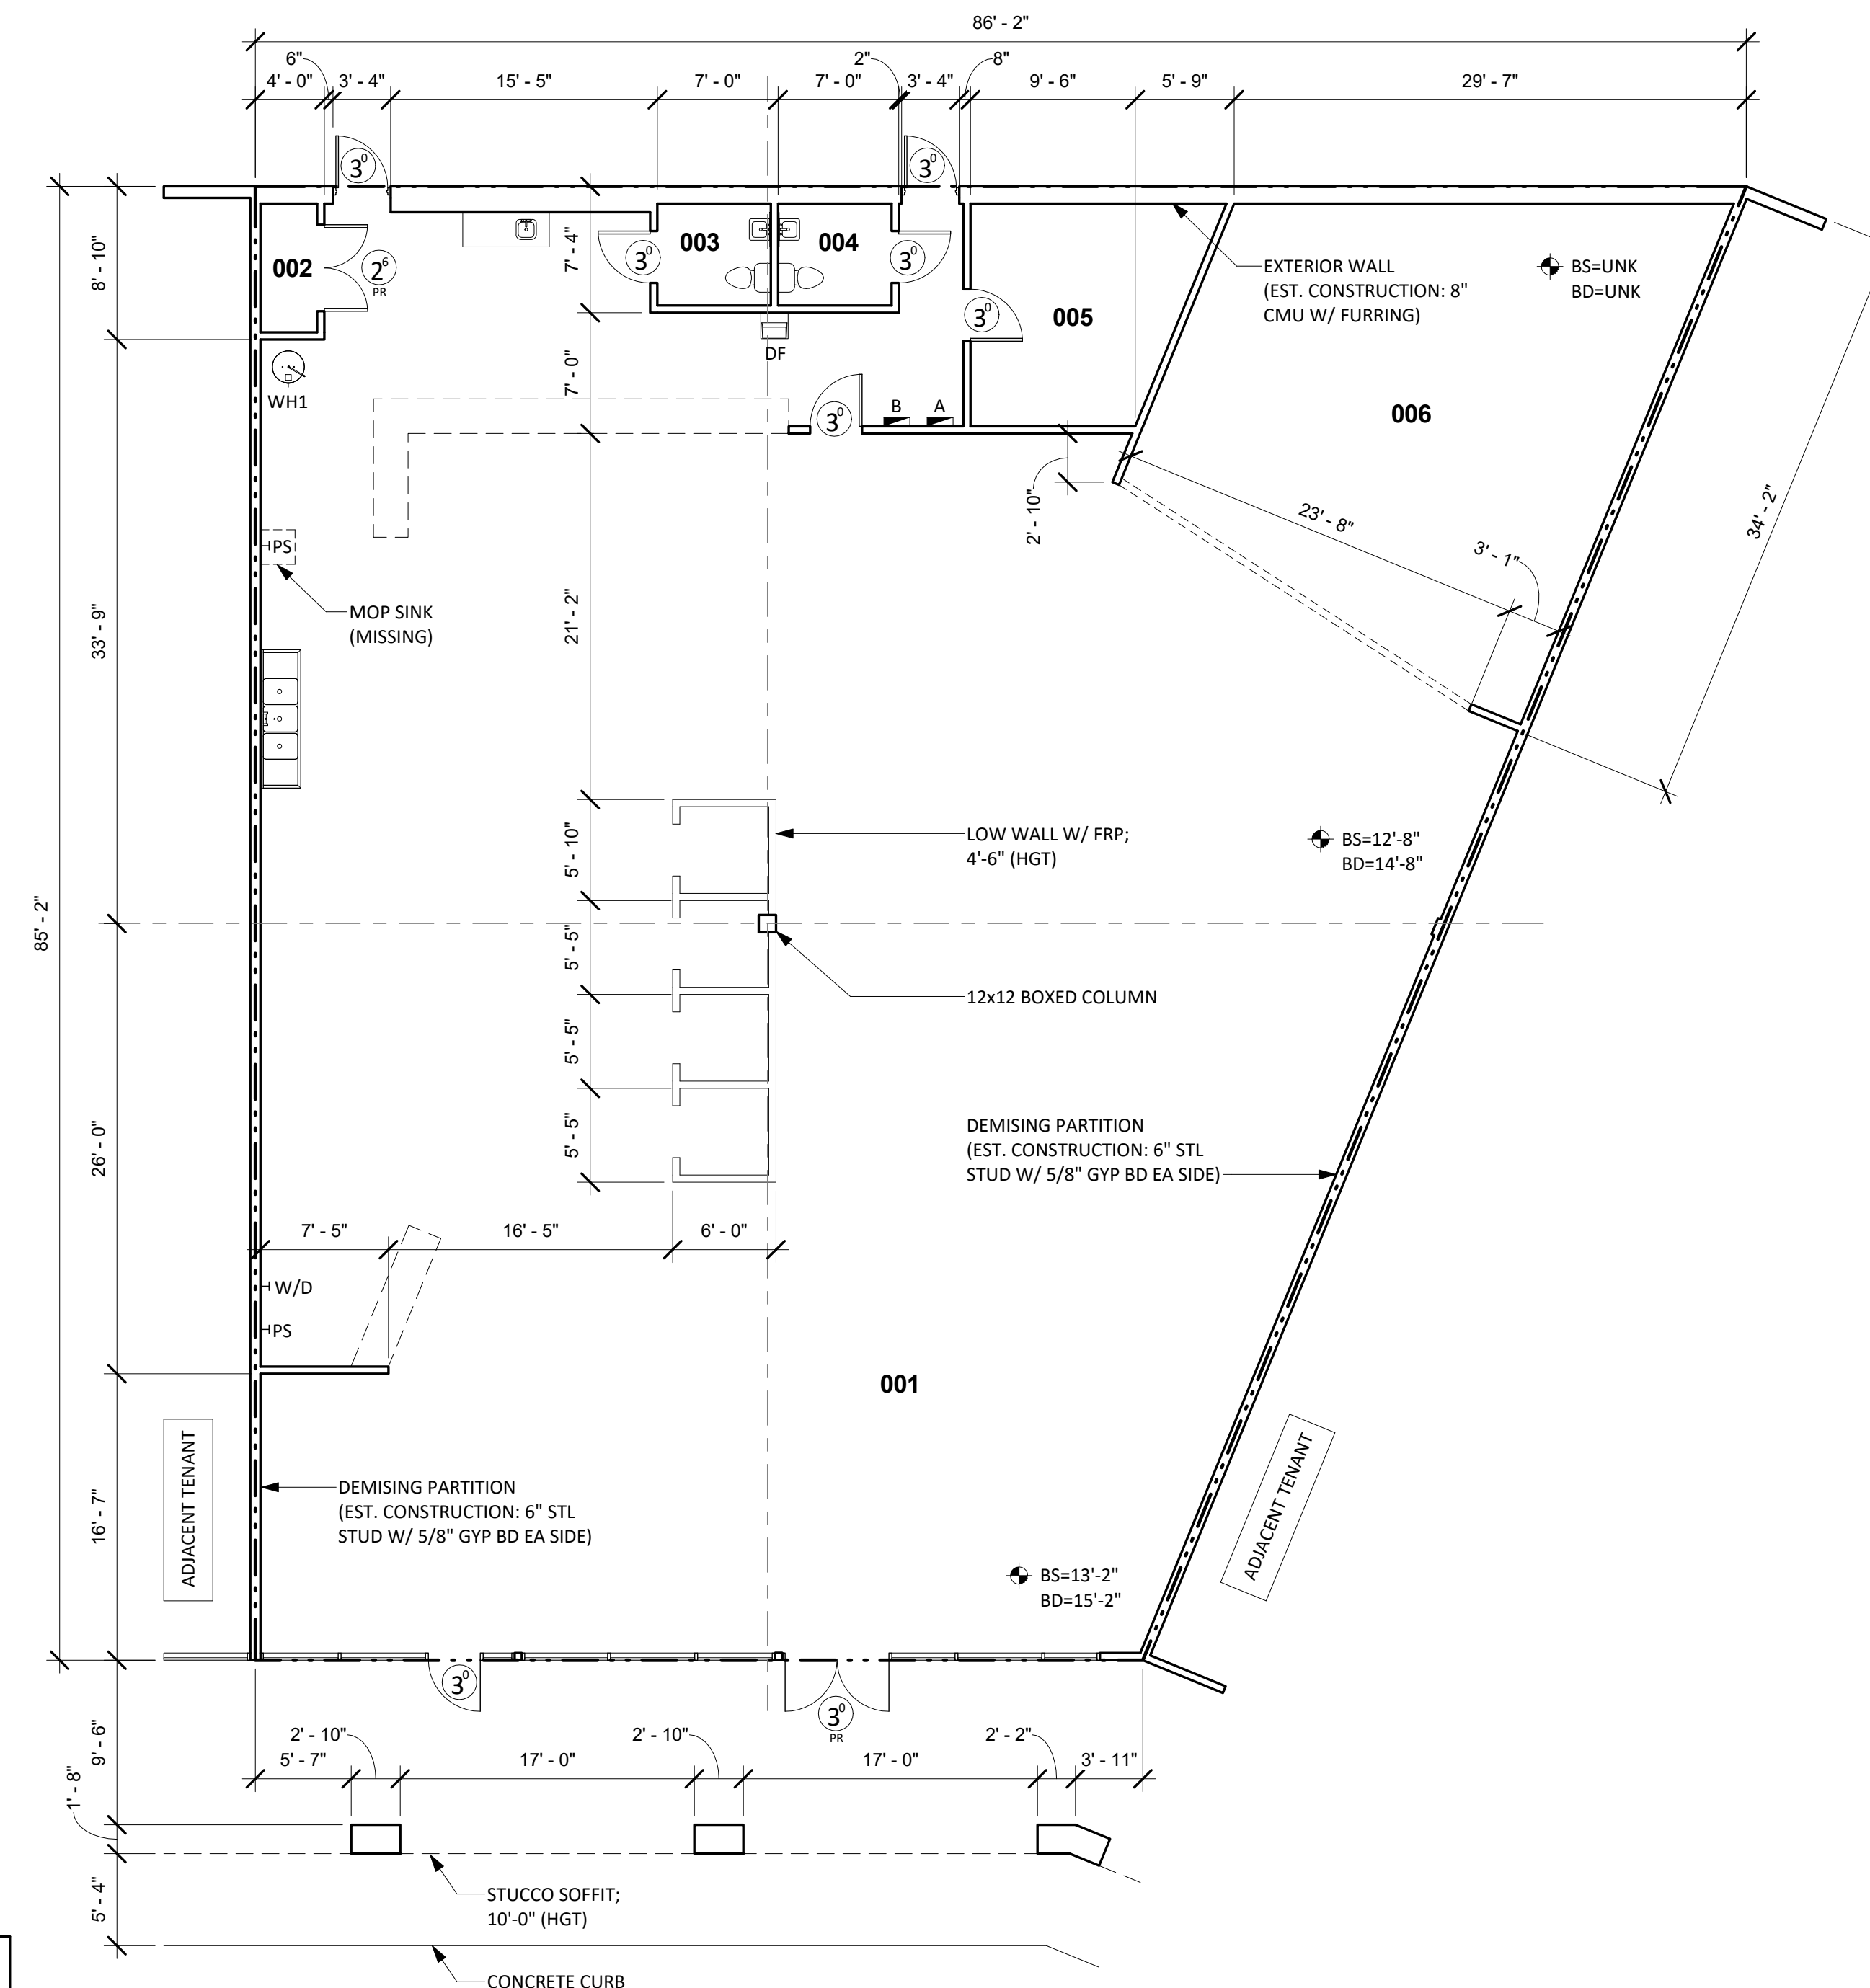 86' - 2"
6"
2"
8"
4' - 0"
3' - 4"
15' - 5"
7' - 0"
7' - 0"
3' - 4"
9' - 6"
5' - 9"
29' - 7"
3⁰
3⁰
8' - 10"
002
2⁶
PR
7' - 4"
3⁰
003
004
3⁰
EXTERIOR WALL
(EST. CONSTRUCTION: 8"
CMU W/ FURRING)
BS=UNK
BD=UNK
3⁰
005
DF
WH1
7' - 0"
3⁰
B
A
006
2' - 10"
23' - 8"
3' - 1"
34' - 2"
PS
MOP SINK
(MISSING)
33' - 9"
21' - 2"
LOW WALL W/ FRP;
4'-6" (HGT)
BS=12'-8"
BD=14'-8"
5' - 10"
85' - 2"
5' - 5"
12x12 BOXED COLUMN
5' - 5"
5' - 5"
26' - 0"
DEMISING PARTITION
(EST. CONSTRUCTION: 6" STL
STUD W/ 5/8" GYP BD EA SIDE)
7' - 5"
16' - 5"
6' - 0"
W/D
PS
001
ADJACENT TENANT
16' - 7"
DEMISING PARTITION
(EST. CONSTRUCTION: 6" STL
STUD W/ 5/8" GYP BD EA SIDE)
ADJACENT TENANT
BS=13'-2"
BD=15'-2"
3⁰
3⁰
PR
9' - 6"
2' - 10"
2' - 10"
2' - 2"
5' - 7"
17' - 0"
17' - 0"
3' - 11"
1' - 8"
STUCCO SOFFIT;
10'-0" (HGT)
5' - 4"
CONCRETE CURB